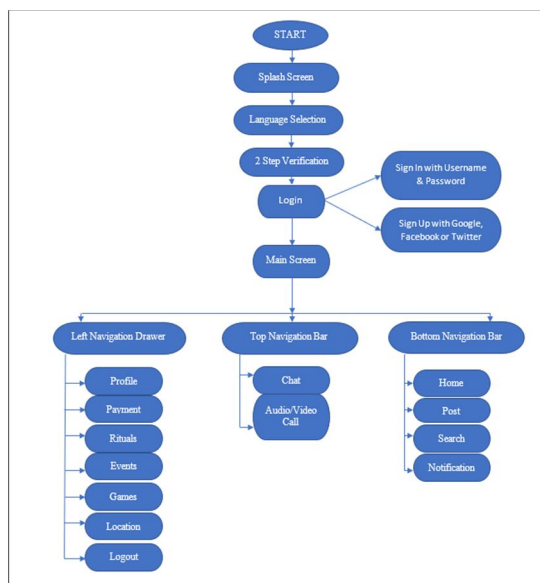 START
Splash Screen
Language Selection
2 Step Verification
Sign In with Username
& Password
Login
Sign Up with Google,
Facebook or Twitter
Main Screen
Left Navigation Drawer
Top Navigation Bar
Bottom Navigation Bar
Profile
Payment
Rituals
Events
Games
Location
Logout
Chat
Audio/Video
Call
Home
Post
Search
Notification